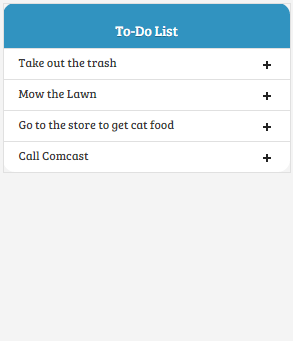 To-Do List
Take out the trash +
Mow the Lawn +
Go to the store to get cat food +
Call Comcast +